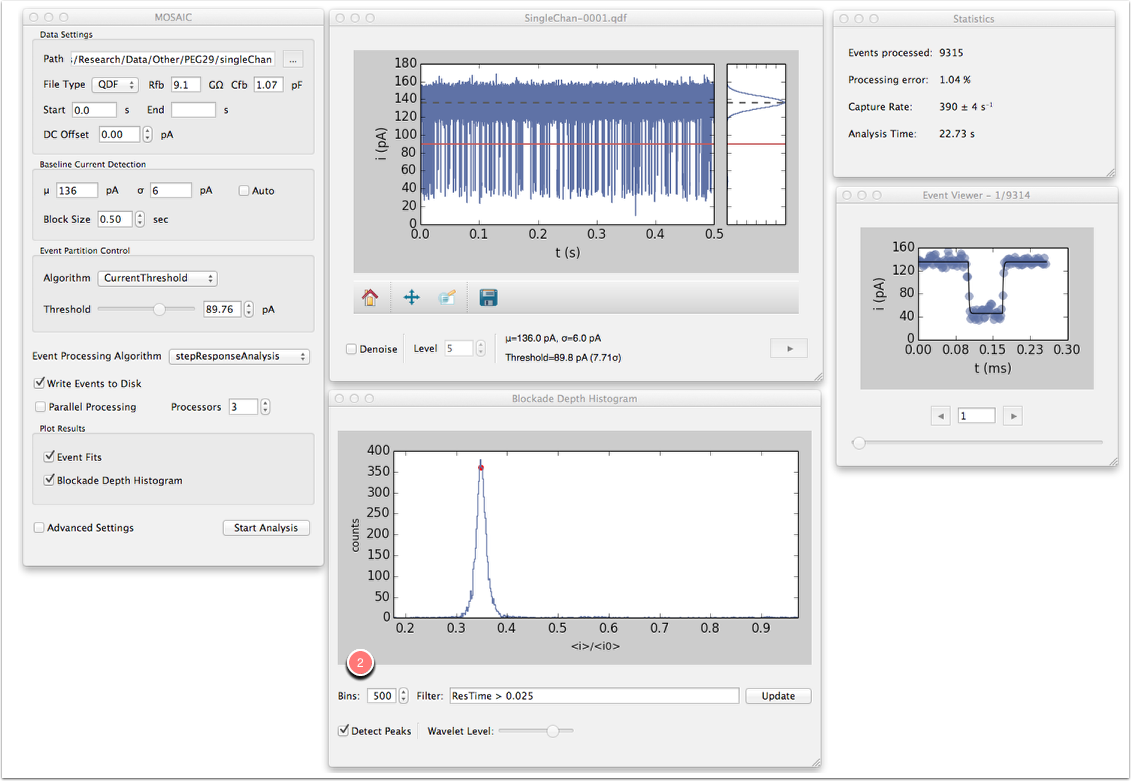 MOSAIC
Data Settings
Path :/Research/Data/Other/PEG29/singleChan ...
File Type QDF Rfb 9.1 GΩ Cfb 1.07 pF
Start 0.0 s End s
DC Offset 0.00 pA
Baseline Current Detection
μ 136 pA σ 6 pA Auto
Block Size 0.50 sec
Event Partition Control
Algorithm CurrentThreshold
Threshold 89.76 pA
Event Processing Algorithm stepResponseAnalysis
Write Events to Disk
Parallel Processing Processors 3
Plot Results
Event Fits
Blockade Depth Histogram
Advanced Settings Start Analysis
SingleChan-0001.qdf
180
160
140
120
100
80
60
40
20
0
i (pA)
0.0 0.1 0.2 0.3 0.4 0.5
t (s)
Denoise Level 5
μ=136.0 pA, σ=6.0 pA
Threshold=89.8 pA (7.71σ)
Blockade Depth Histogram
400
350
300
250
200
150
100
50
0
counts
0.2 0.3 0.4 0.5 0.6 0.7 0.8 0.9
<i>/<i0>
2
Bins: 500 Filter: ResTime > 0.025 Update
Detect Peaks Wavelet Level:
Statistics
Events processed: 9315
Processing error: 1.04 %
Capture Rate: 390 ± 4 s⁻¹
Analysis Time: 22.73 s
Event Viewer - 1/9314
160
120
80
40
0
i (pA)
0.00 0.08 0.15 0.23 0.30
t (ms)
1